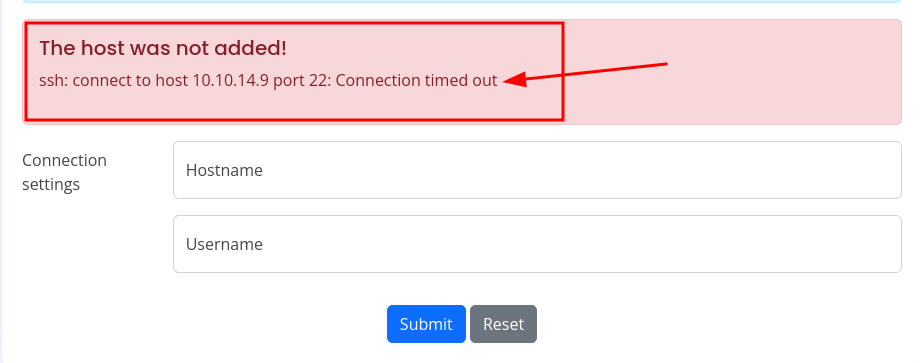 The host was not added!
ssh: connect to host 10.10.14.9 port 22: Connection timed out
Connection
settings
Hostname
Username
Submit
Reset